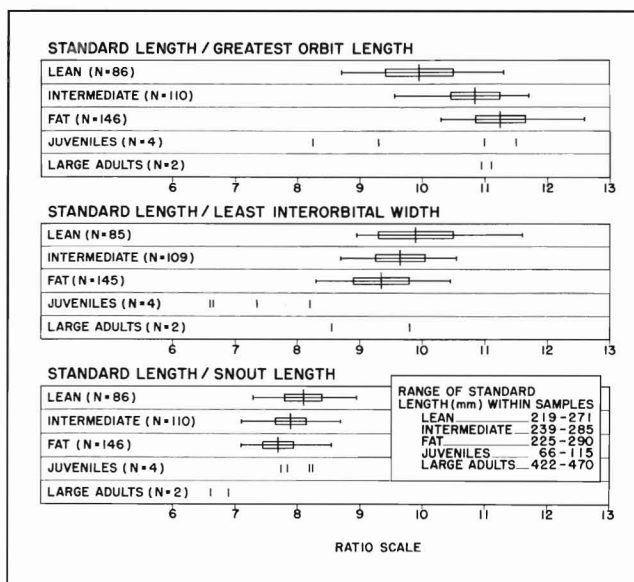 STANDARD LENGTH / GREATEST ORBIT LENGTH
LEAN (N=86)
INTERMEDIATE (N=110)
FAT (N=146)
JUVENILES (N=4)
LARGE ADULTS (N=2)
6 7 8 9 10 11 12 13
STANDARD LENGTH / LEAST INTERORBITAL WIDTH
LEAN (N=85)
INTERMEDIATE (N=109)
FAT (N=145)
JUVENILES (N=4)
LARGE ADULTS (N=2)
6 7 8 9 10 11 12 13
STANDARD LENGTH / SNOUT LENGTH
LEAN (N=86)
INTERMEDIATE (N=110)
FAT (N=146)
JUVENILES (N=4)
LARGE ADULTS (N=2)
RANGE OF STANDARD
LENGTH (mm) WITHIN SAMPLES
LEAN 219-271
INTERMEDIATE 239-285
FAT 225-290
JUVENILES 66-115
LARGE ADULTS 422-470
6 7 8 9 10 11 12 13
RATIO SCALE